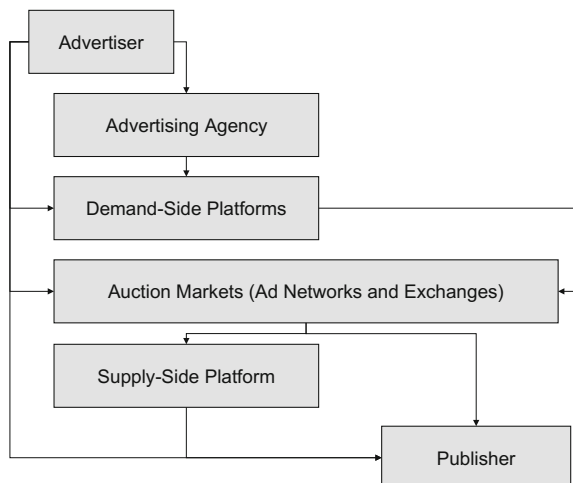 Advertiser
Advertising Agency
Demand-Side Platforms
Auction Markets (Ad Networks and Exchanges)
Supply-Side Platform
Publisher